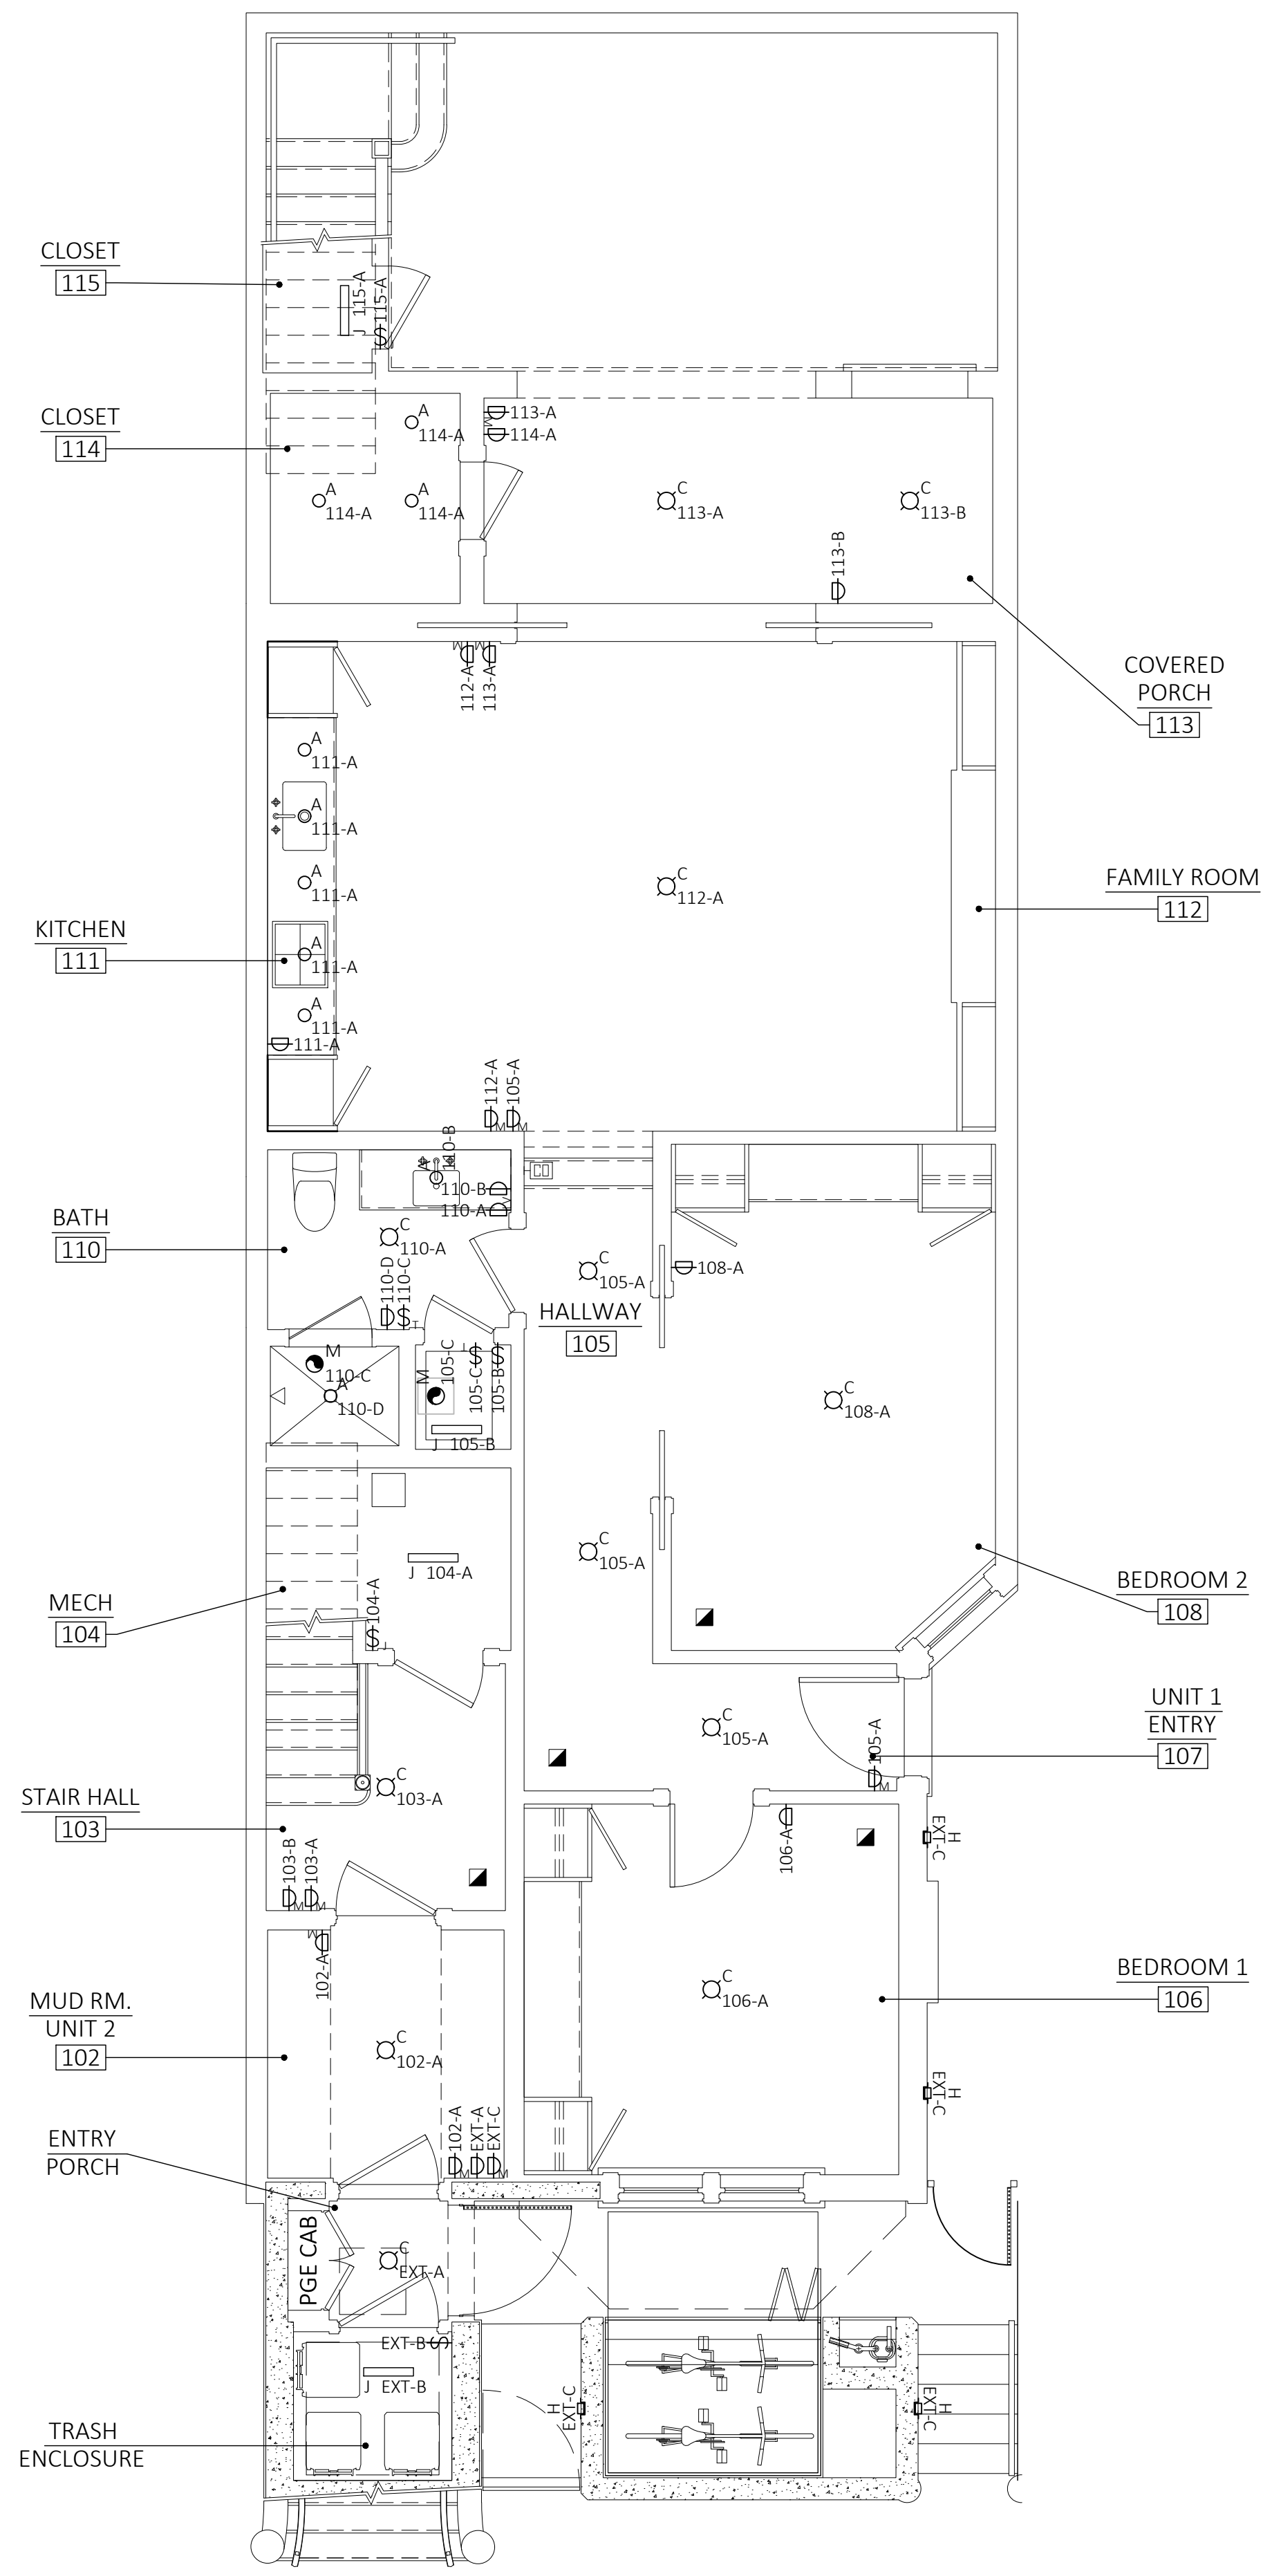 CLOSET
115
J 115-A
115-A
CLOSET
114
A
114-A
113-A
M
114-A
A
114-A
A
114-A
C
113-A
C
113-B
113-B
COVERED
PORCH
113
M
112-A
M
113-A
A
111-A
A
111-A
A
111-A
A
111-A
A
111-A
111-A
C
112-A
FAMILY ROOM
112
KITCHEN
111
112-A
M
105-A
M
A
110-B
110-B
110-A
V
BATH
110
C
110-A
110-D
110-C
T
C
105-A
108-A
HALLWAY
105
M
110-C
A
110-D
M
105-C
105-C
105-B
J 105-B
C
108-A
C
105-A
J 104-A
104-A
J
MECH
104
BEDROOM 2
108
UNIT 1
ENTRY
107
C
105-A
105-A
M
C
103-A
STAIR HALL
103
103-B
M
103-A
M
106-A
H
EXT-C
M
102-A
C
106-A
BEDROOM 1
106
MUD RM.
UNIT 2
102
C
102-A
H
EXT-C
102-A
M
EXT-A
EXT-C
M
ENTRY
PORCH
PGE CAB
C
EXT-A
EXT-B
J EXT-B
H
EXT-C
H
EXT-C
TRASH
ENCLOSURE